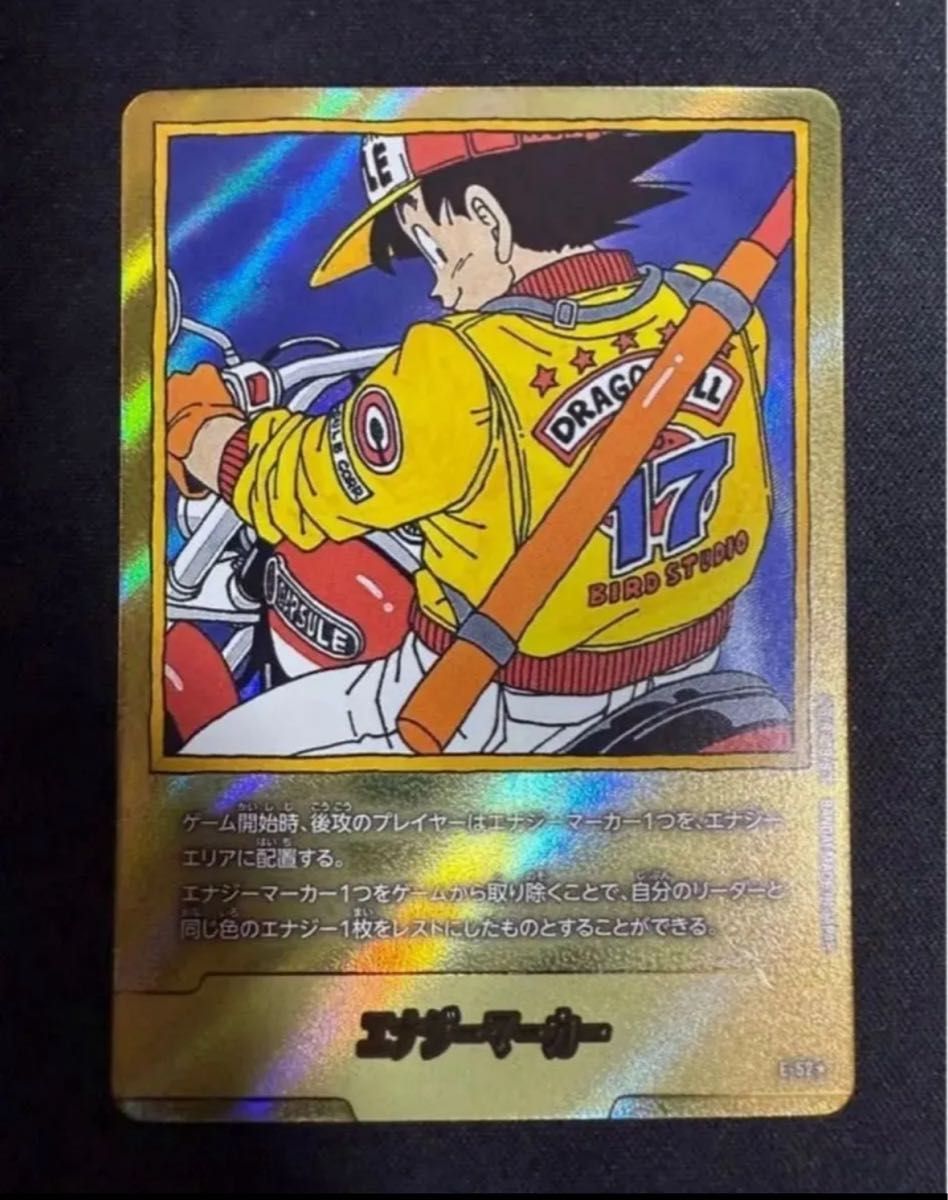 LE
DRAGO LL
17
BIRD STUDIO
CORP
CAPSULE
ゲーム開始時、後攻のプレイヤーはエナジーマーカー1つを、エナジー
エリアに配置する。
エナジーマーカー1つをゲームから取り除くことで、自分のリーダーと
同じ色のエナジー1枚をレストにしたものとすることができる。
エナジーマーカー